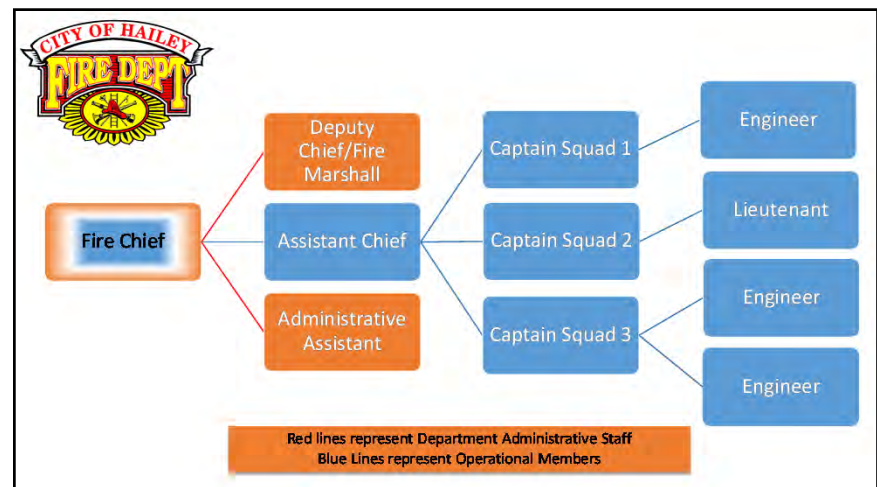 CITY OF HAILEY
FIRE DEPT
Fire Chief
Deputy
Chief/Fire
Marshall
Assistant Chief
Administrative
Assistant
Captain Squad 1
Captain Squad 2
Captain Squad 3
Engineer
Lieutenant
Engineer
Engineer
Red lines represent Department Administrative Staff
Blue Lines represent Operational Members